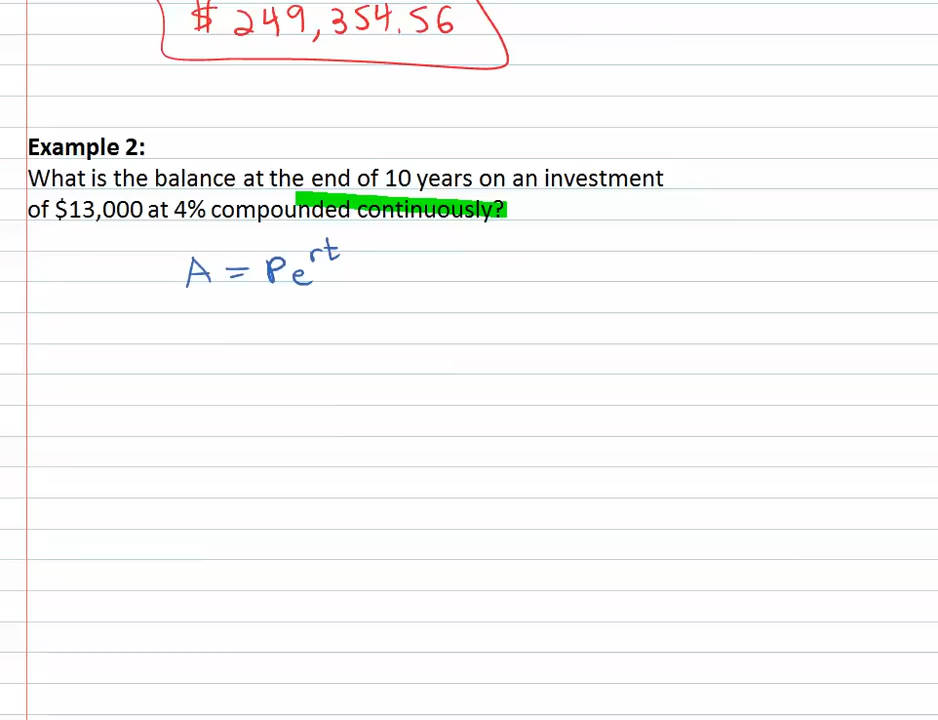 $ 249,354.56
Example 2:
What is the balance at the end of 10 years on an investment
of $13,000 at 4% compounded continuously?
A = Pe^rt